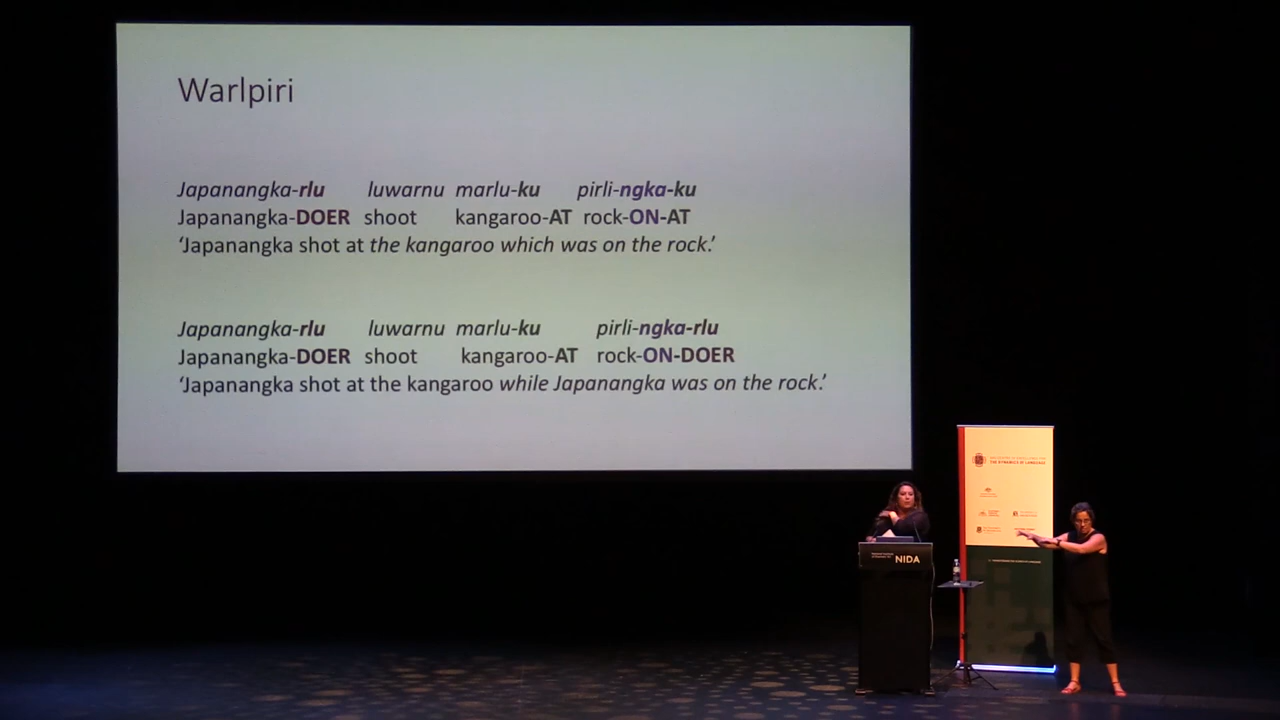 Warlpiri
Japanangka-rlu luwarnu marlu-ku pirli-ngka-ku
Japanangka-DOER shoot kangaroo-AT rock-ON-AT
‘Japanangka shot at the kangaroo which was on the rock.’
Japanangka-rlu luwarnu marlu-ku pirli-ngka-rlu
Japanangka-DOER shoot kangaroo-AT rock-ON-DOER
‘Japanangka shot at the kangaroo while Japanangka was on the rock.’
THE DYNAMICS OF LANGUAGE
NIDA